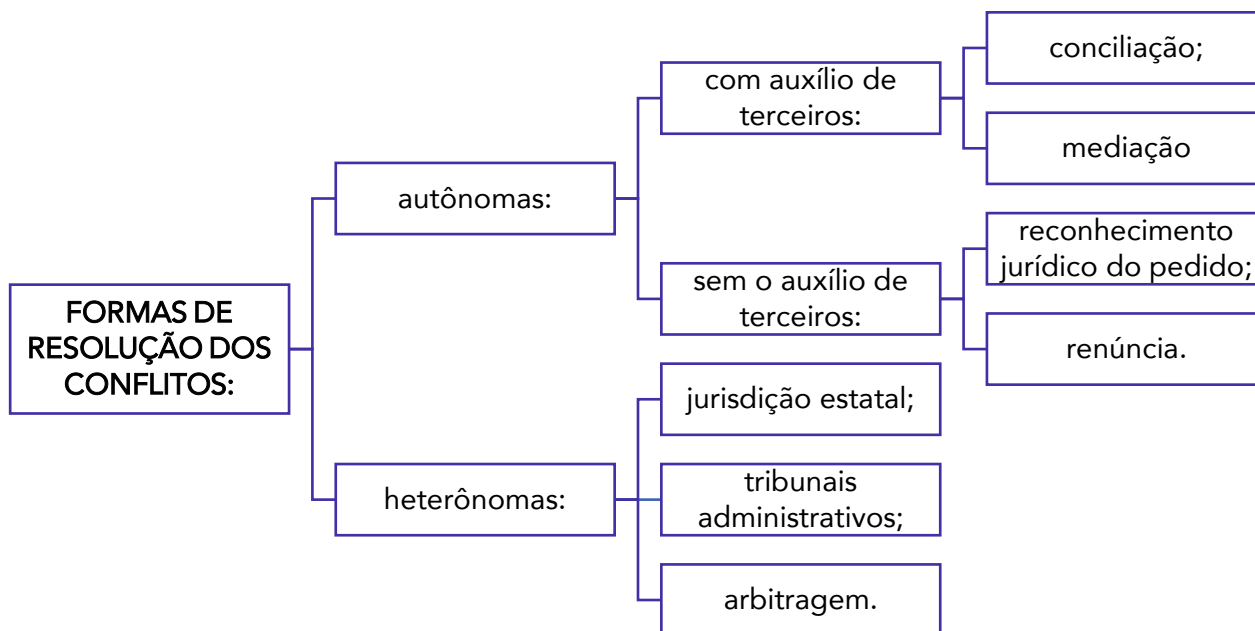 FORMAS DE
RESOLUÇÃO DOS
CONFLITOS:
autônomas:
com auxílio de
terceiros:
conciliação;
mediação
sem o auxílio de
terceiros:
reconhecimento
jurídico do pedido;
renúncia.
heterônomas:
jurisdição estatal;
tribunais
administrativos;
arbitragem.